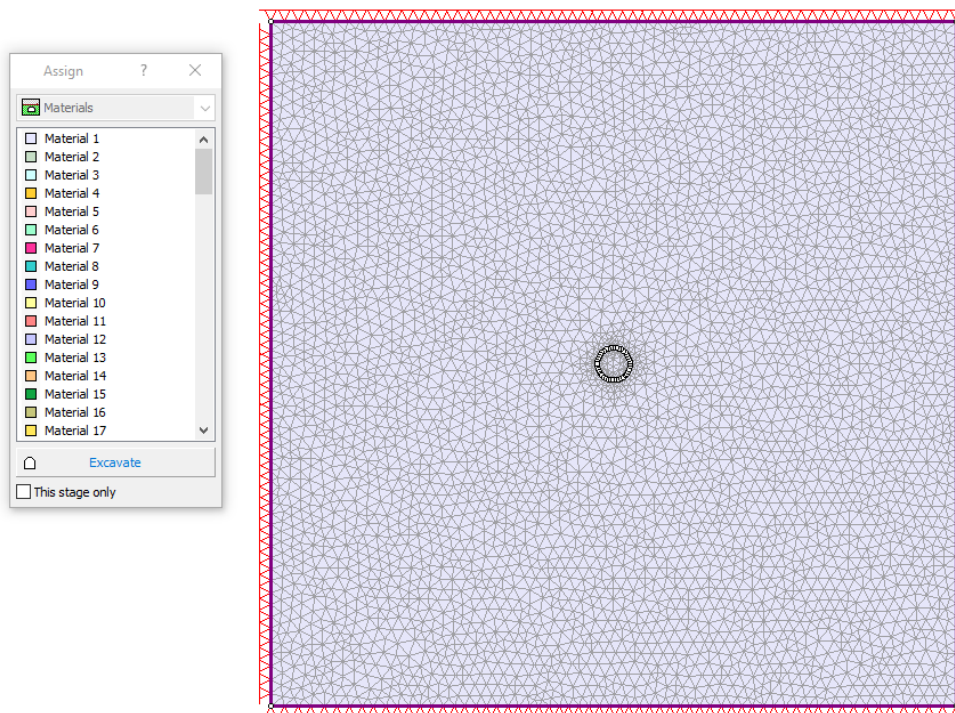 Assign ?
Materials
Material 1
Material 2
Material 3
Material 4
Material 5
Material 6
Material 7
Material 8
Material 9
Material 10
Material 11
Material 12
Material 13
Material 14
Material 15
Material 16
Material 17
Excavate
This stage only